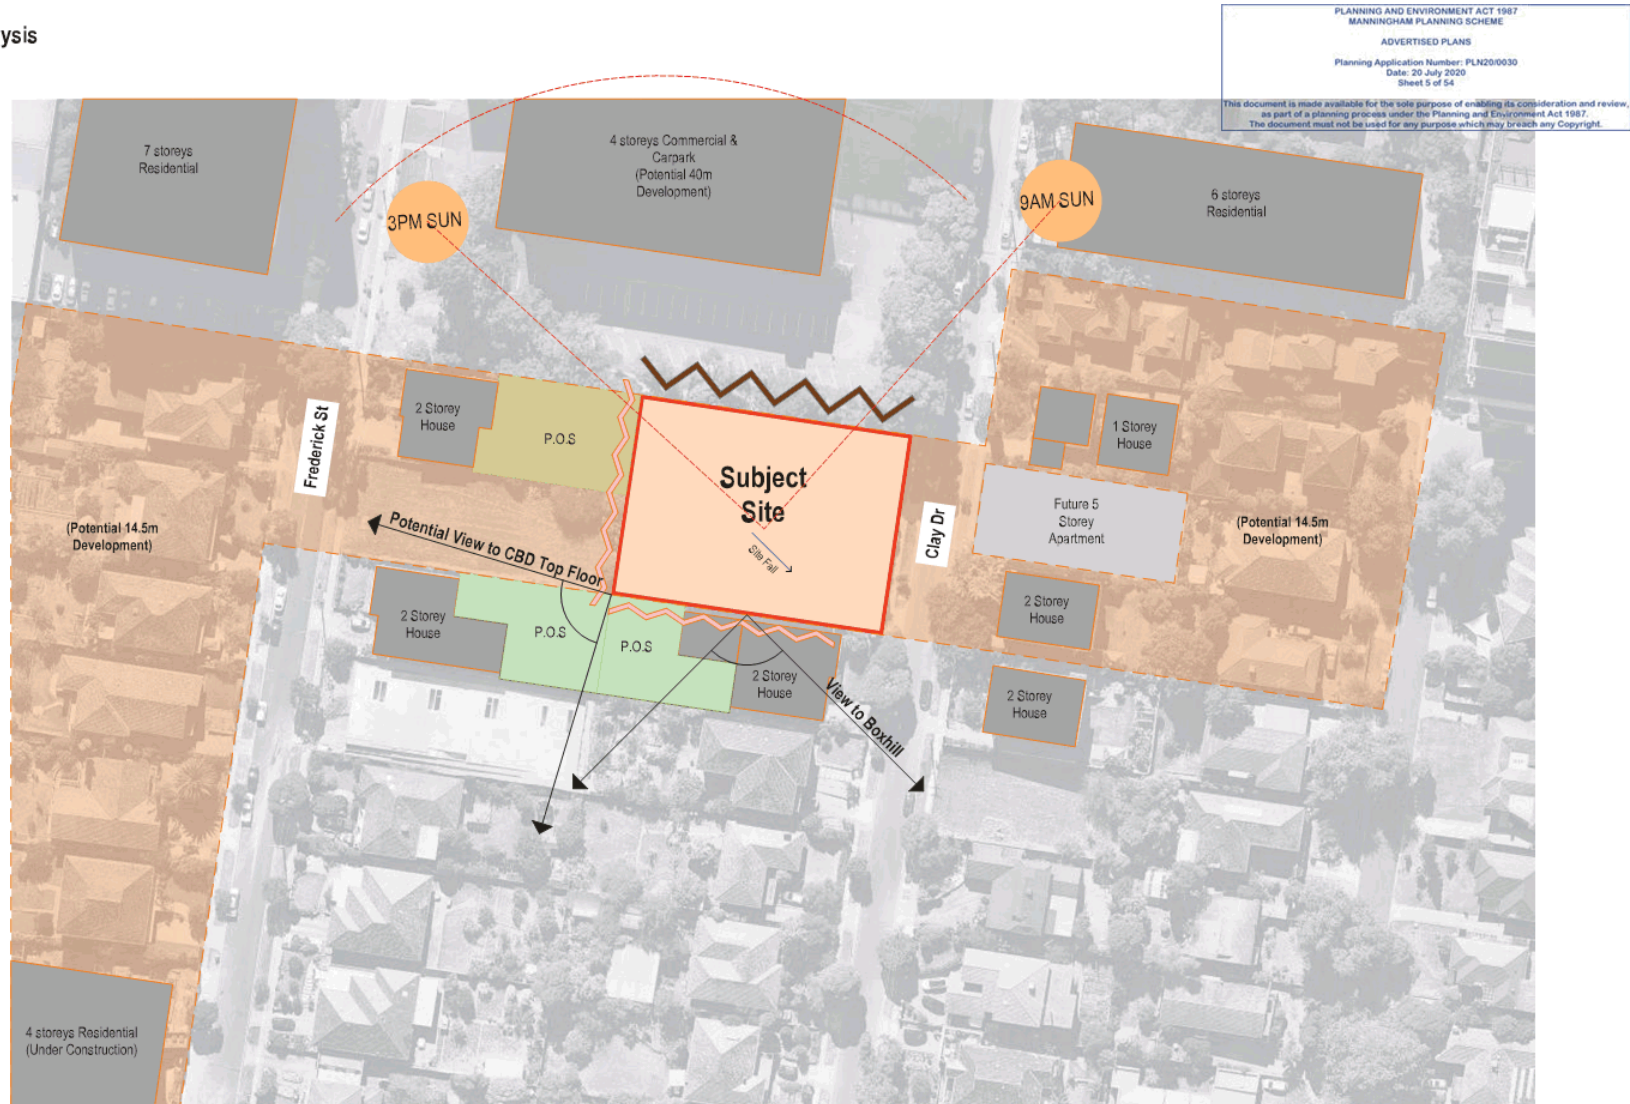 ysis
PLANNING AND ENVIRONMENT ACT 1987
MANNINGHAM PLANNING SCHEME
ADVERTISED PLANS
Planning Application Number: PLN20/0030
Date: 20 July 2020
Sheet 5 of 54
This document is made available for the sole purpose of enabling its consideration and review,
as part of a planning process under the Planning and Environment Act 1987.
The document must not be used for any purpose which may breach any Copyright.
7 storeys
Residential
4 storeys Commercial &
Carpark
(Potential 40m
Development)
3PM SUN
9AM SUN
6 storeys
Residential
2 Storey
House
P.O.S
Frederick St
Subject
Site
Site Fall
1 Storey
House
Future 5
Storey
Apartment
Clay Dr
(Potential 14.5m
Development)
(Potential 14.5m
Development)
Potential View to CBD Top Floor
2 Storey
House
P.O.S
P.O.S
2 Storey
House
View to Boxhill
2 Storey
House
2 Storey
House
4 storeys Residential
(Under Construction)